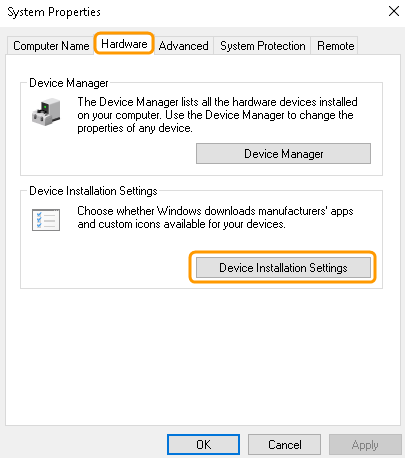 System Properties
Computer Name Hardware Advanced System Protection Remote
Device Manager
The Device Manager lists all the hardware devices installed
on your computer. Use the Device Manager to change the
properties of any device.
Device Manager
Device Installation Settings
Choose whether Windows downloads manufacturers' apps
and custom icons available for your devices.
Device Installation Settings
OK Cancel Apply